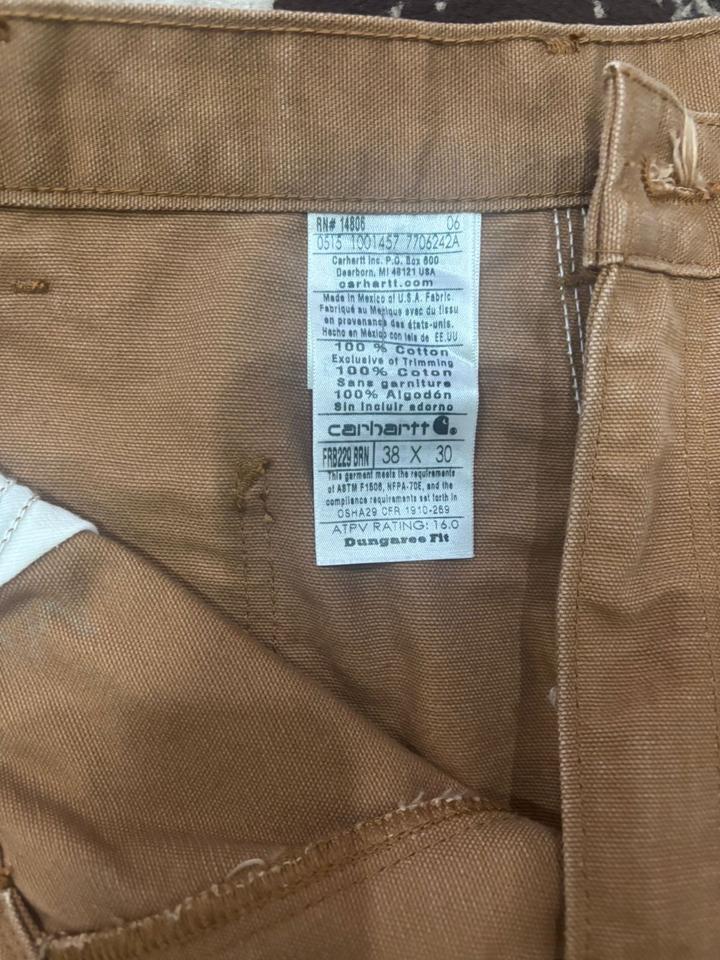 RN# 14806 06
0515 1001457 7706242A
Carhartt Inc. P.O. Box 600
Dearborn, MI 48121 USA
carhartt.com
Made in Mexico of U.S.A. Fabric.
Fabriqué au Mexique avec du tissu
en provenance des états-unis.
Hecho en México con tela de EE.UU
100 % Cotton
Exclusive of Trimming
100% Coton
Sans garniture
100% Algodón
Sin incluir adorno
carhartt
FRB229 BRN 38 X 30
This garment meets the requirements
of ASTM F1506, NFPA-70E, and the
compliance requirements set forth in
OSHA29 CFR 1910-269
ATPV RATING: 16.0
Dungaree Fit